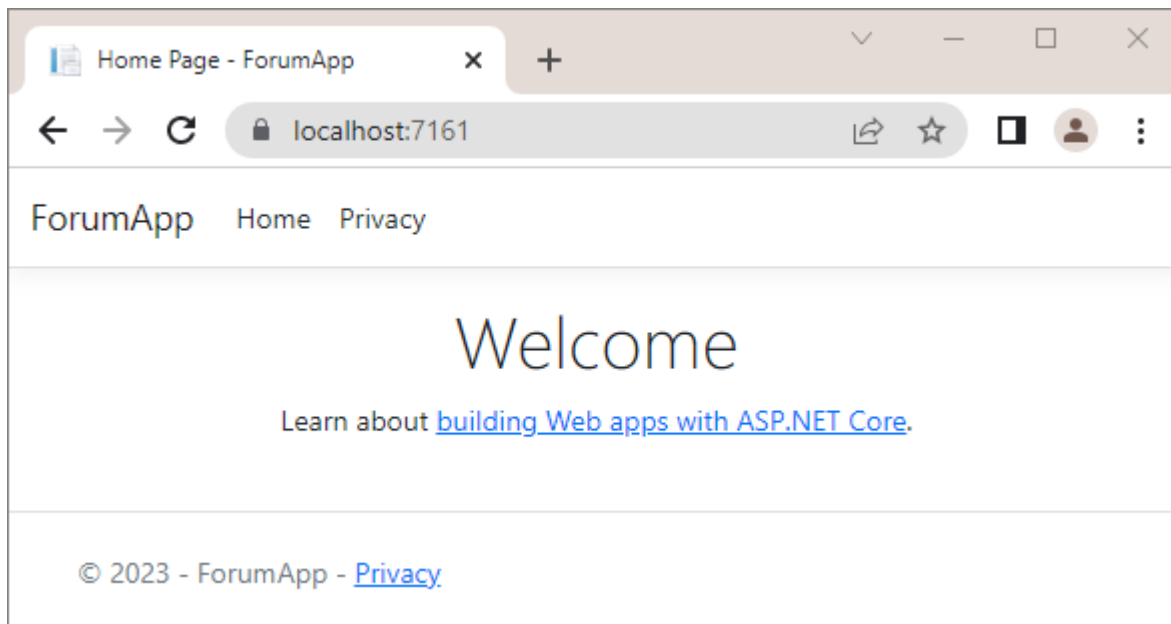 Home Page - ForumApp
localhost:7161
ForumApp Home Privacy
Welcome
Learn about building Web apps with ASP.NET Core.
© 2023 - ForumApp - Privacy